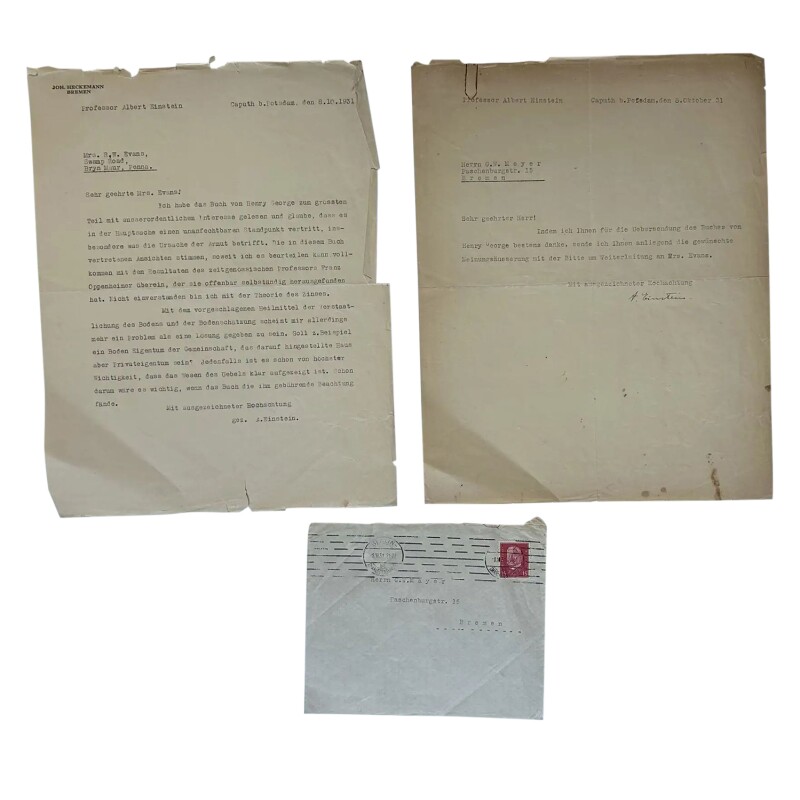 JOH. HECKEMANN
BREMEN
Professor Albert Einstein Caputh b.Potsdam, den 8.10.1931
Mrs. E.W. Evans,
Swamp Road,
Bryn Mawr, Penna.
Sehr geehrte Mrs. Evans!
Ich habe das Buch von Henry George zum grossten
Teil mit ausserordentlichem Interesse gelesen und glaube, dass es
in der Hauptsache einen unanfechtbaren Standpunkt vertritt, ins-
besondere was die Ursache der Armut betrifft. Die in diesem Buch
vertretenen Ansichten stimmen, soweit ich es beurteilen kann voll-
kommen mit den Resultaten des zeitgenössischen Professors Franz
Oppenheimer überein, der sie offenbar selbständig herausgefunden
hat. Nicht einverstanden bin ich mit der Theorie des Zinses.
Mit dem vorgeschlagenen Heilmittel der Verstaat-
lichung des Bodens und der Bodenschätzung scheint mir allerdings
mehr ein Problem als eine Lösung gegeben zu sein. Soll z.Beispiel
ein Boden Eigentum der Gemeinschaft, das darauf hingestellte Haus
aber Privateigentum sein? Jedenfalls ist es schon von höchster
Wichtigkeit, dass das Wesen des Uebels klar aufgezeigt ist. Schon
darum wäre es wichtig, wenn das Buch die ihm gebührende Beachtung
fände.
Mit ausgezeichneter Hochachtung
gez. A.Einstein.
Professor Albert Einstein Caputh b.Potsdam, den 8.Oktober 31
Herrn D.V. M a y e r
Paschenburgstr. 15
B r e m e n
Sehr geehrter Herr!
Indem ich Ihnen für die Uebersendung des Buches von
Henry George bestens danke, sende ich Ihnen anliegend die gewünschte
Meinungsäusserung mit der Bitte um Weiterleitung an Mrs. Evans.
Mit ausgezeichneter Hochachtung
A. Einstein.
Herrn D.V. M a y e r
Paschenburgstr. 15
B r e m e n